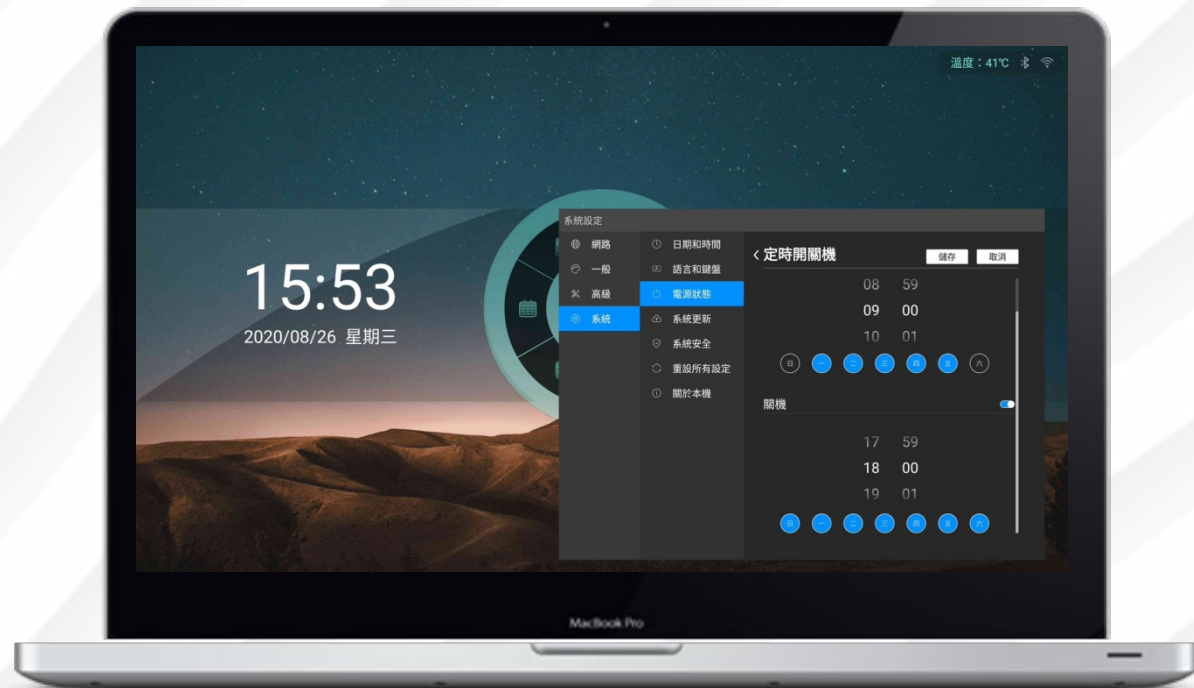 溫度：41℃
15:53
2020/08/26 星期三
系統設定
網路
一般
高級
系統
日期和時間
語言和鍵盤
電源狀態
系統更新
系統安全
重設所有設定
關於本機
定時開關機
儲存
取消
08 59
09 00
10 01
日 一 二 三 四 五 六
關機
17 59
18 00
19 01
日 一 二 三 四 五 六
MacBook Pro